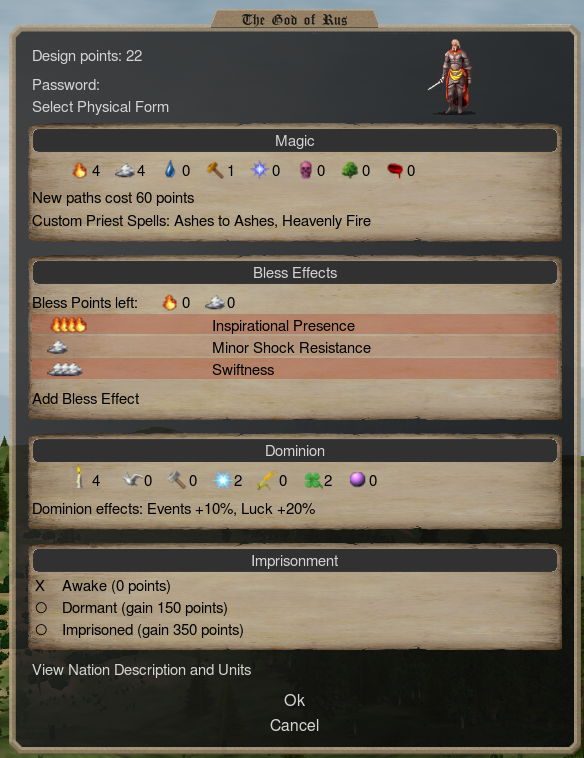 The God of Rus
Design points: 22
Password:
Select Physical Form
Magic
4 4 0 1 0 0 0 0
New paths cost 60 points
Custom Priest Spells: Ashes to Ashes, Heavenly Fire
Bless Effects
Bless Points left: 0 0
Inspirational Presence
Minor Shock Resistance
Swiftness
Add Bless Effect
Dominion
4 0 0 2 0 2 0
Dominion effects: Events +10%, Luck +20%
Imprisonment
X Awake (0 points)
Dormant (gain 150 points)
Imprisoned (gain 350 points)
View Nation Description and Units
Ok
Cancel